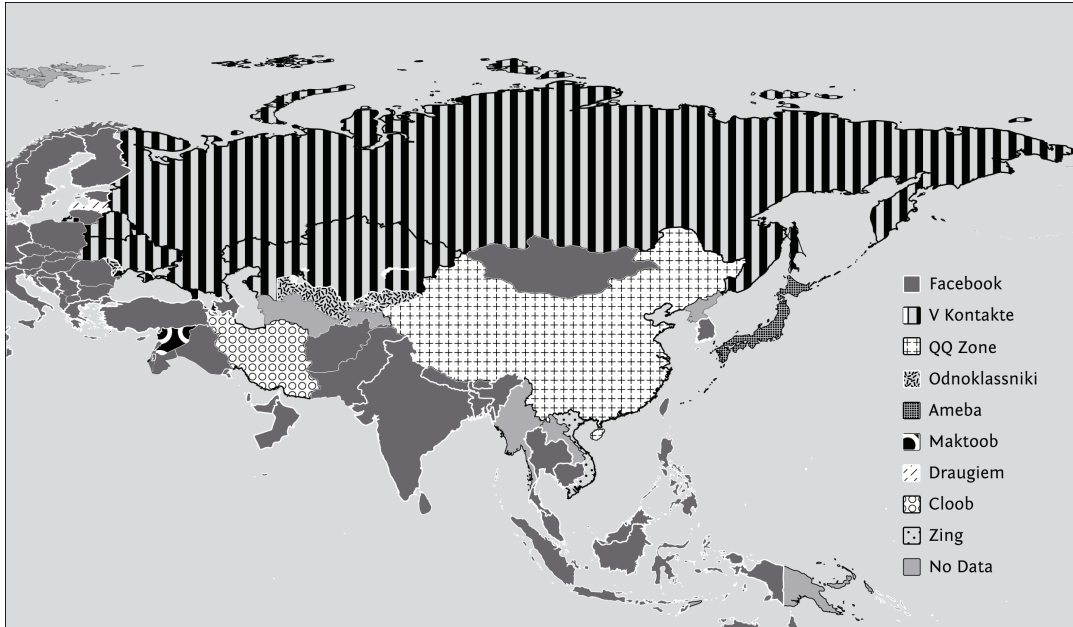 Facebook
V Kontakte
QQ Zone
Odnoklassniki
Ameba
Maktoob
Draugiem
Cloob
Zing
No Data